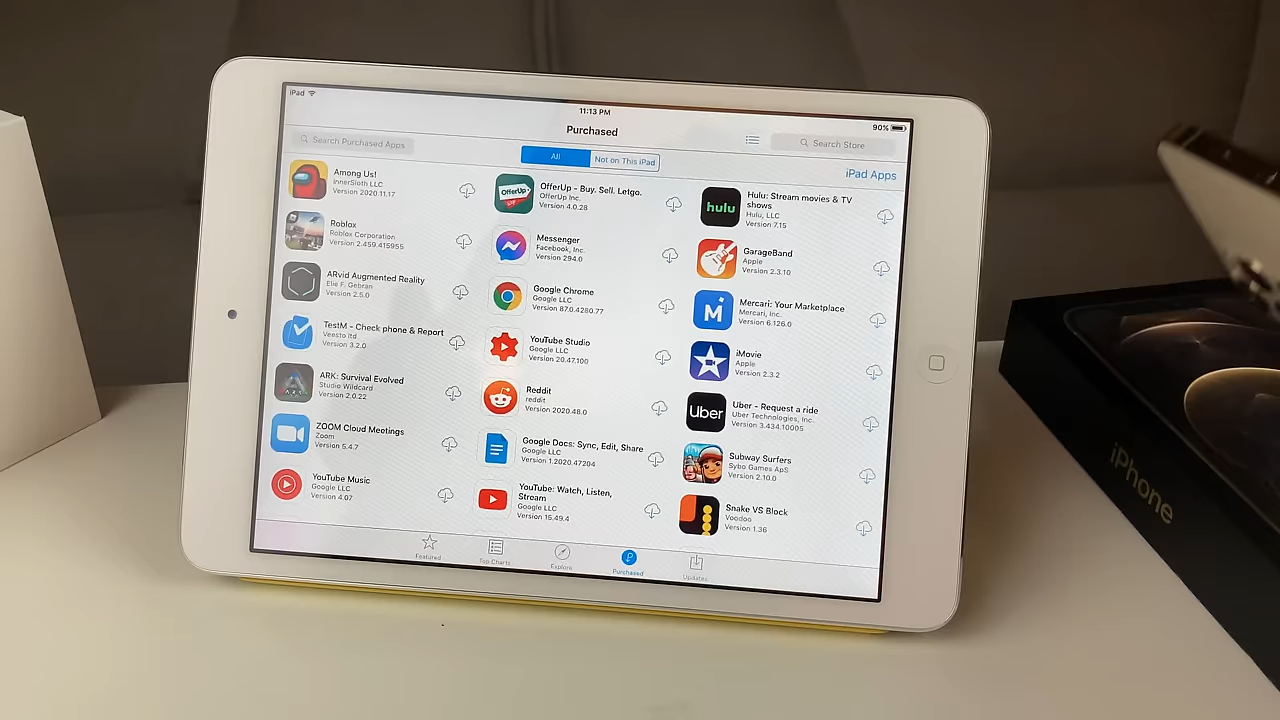 iPad
11:13 PM
90%
Purchased
Search Purchased Apps
Search Store
All
Not on This iPad
iPad Apps
Among Us!
InnerSloth LLC
Version 2020.11.17
Roblox
Roblox Corporation
Version 2.459.415955
ARvid Augmented Reality
Elie F. Gebran
Version 2.5.0
TestM - Check phone & Report
Veesto ltd
Version 3.2.0
ARK: Survival Evolved
Studio Wildcard
Version 2.0.22
ZOOM Cloud Meetings
Zoom
Version 5.4.7
YouTube Music
Google LLC
Version 4.07
OfferUp
OfferUp - Buy. Sell. Letgo.
OfferUp Inc.
Version 4.0.28
Messenger
Facebook, Inc.
Version 294.0
Google Chrome
Google LLC
Version 87.0.4280.77
YouTube Studio
Google LLC
Version 20.47.100
Reddit
reddit
Version 2020.48.0
Google Docs: Sync, Edit, Share
Google LLC
Version 1.2020.47204
YouTube: Watch, Listen,
Stream
Google LLC
Version 15.49.4
hulu
Hulu: Stream movies & TV
shows
Hulu, LLC
Version 7.15
GarageBand
Apple
Version 2.3.10
Mercari: Your Marketplace
Mercari, Inc.
Version 6.126.0
iMovie
Apple
Version 2.3.2
Uber
Uber - Request a ride
Uber Technologies, Inc.
Version 3.434.10005
Subway Surfers
Sybo Games ApS
Version 2.10.0
Snake VS Block
Voodoo
Version 1.36
Featured
Top Charts
Explore
Purchased
Updates
iPhone